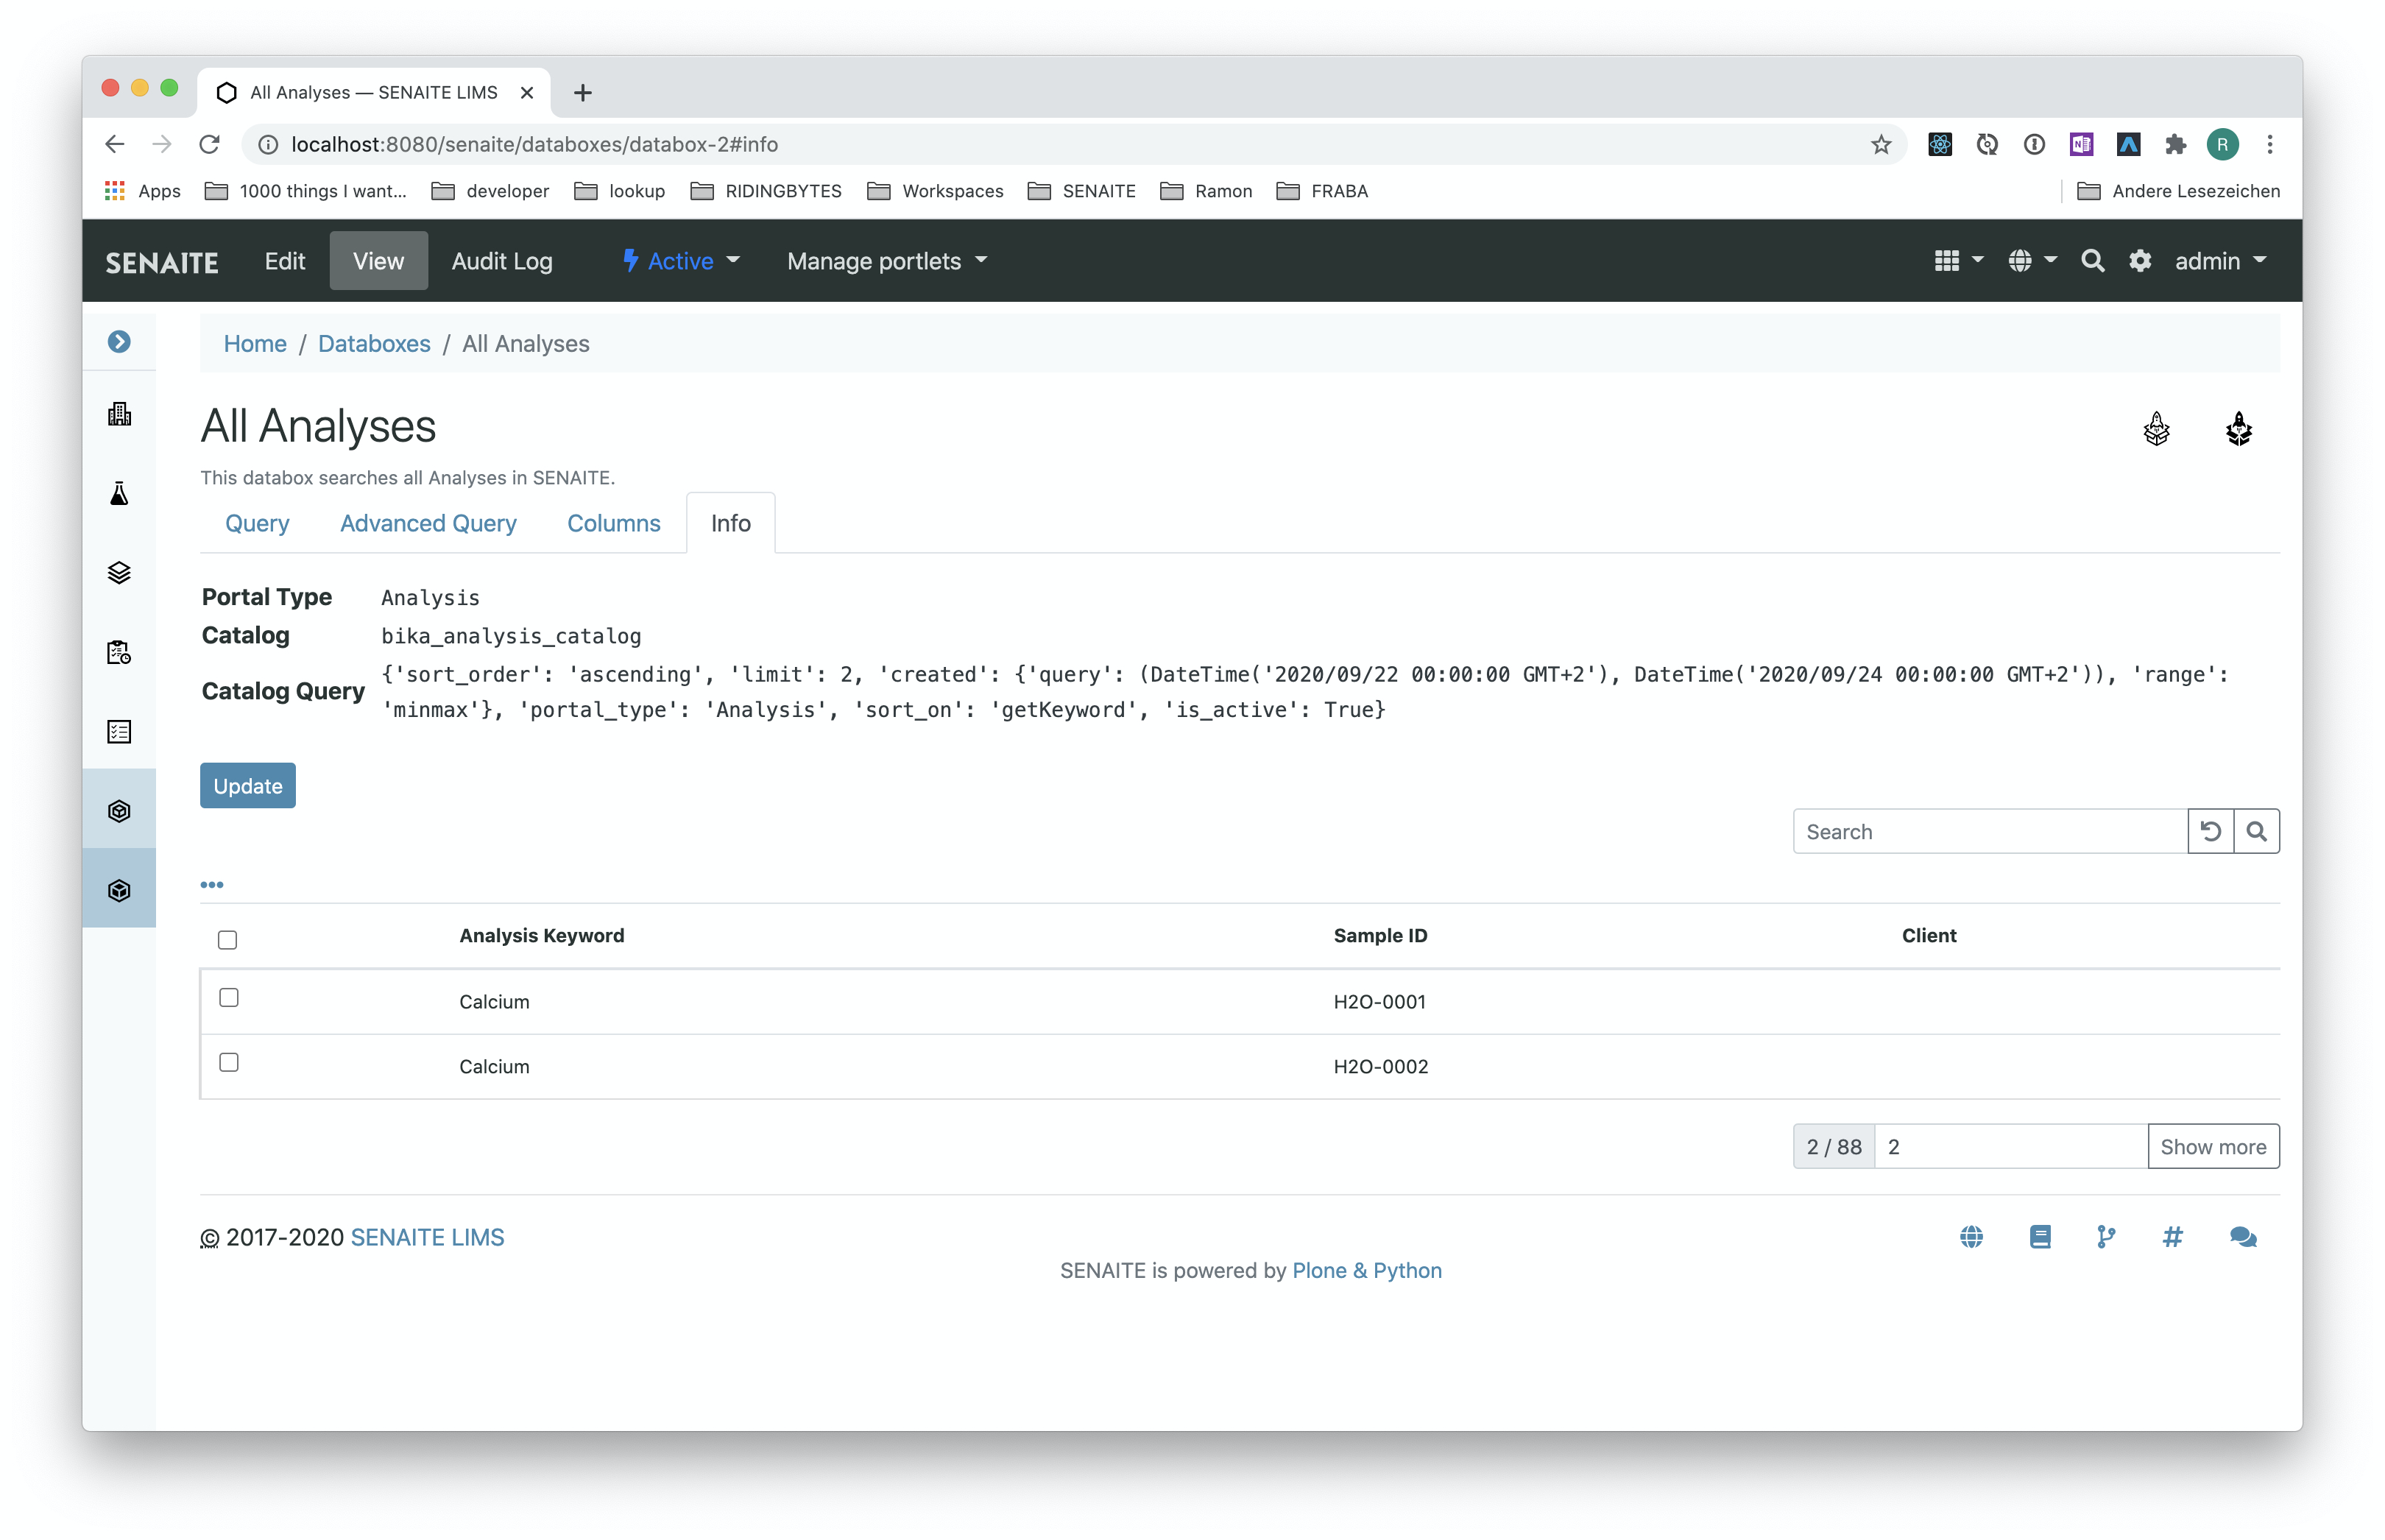 All Analyses — SENAITE LIMS
localhost:8080/senaite/databoxes/databox-2#info
R
Apps 1000 things I want... developer lookup RIDINGBYTES Workspaces SENAITE Ramon FRABA Andere Lesezeichen
SENAITE Edit View Audit Log Active Manage portlets admin
Home / Databoxes / All Analyses
All Analyses
This databox searches all Analyses in SENAITE.
Query Advanced Query Columns Info
Portal Type Analysis
Catalog bika_analysis_catalog
Catalog Query {'sort_order': 'ascending', 'limit': 2, 'created': {'query': (DateTime('2020/09/22 00:00:00 GMT+2'), DateTime('2020/09/24 00:00:00 GMT+2')), 'range':
'minmax'}, 'portal_type': 'Analysis', 'sort_on': 'getKeyword', 'is_active': True}
Update
Search
Analysis Keyword Sample ID Client
Calcium H2O-0001
Calcium H2O-0002
2 / 88 2 Show more
© 2017-2020 SENAITE LIMS
SENAITE is powered by Plone & Python